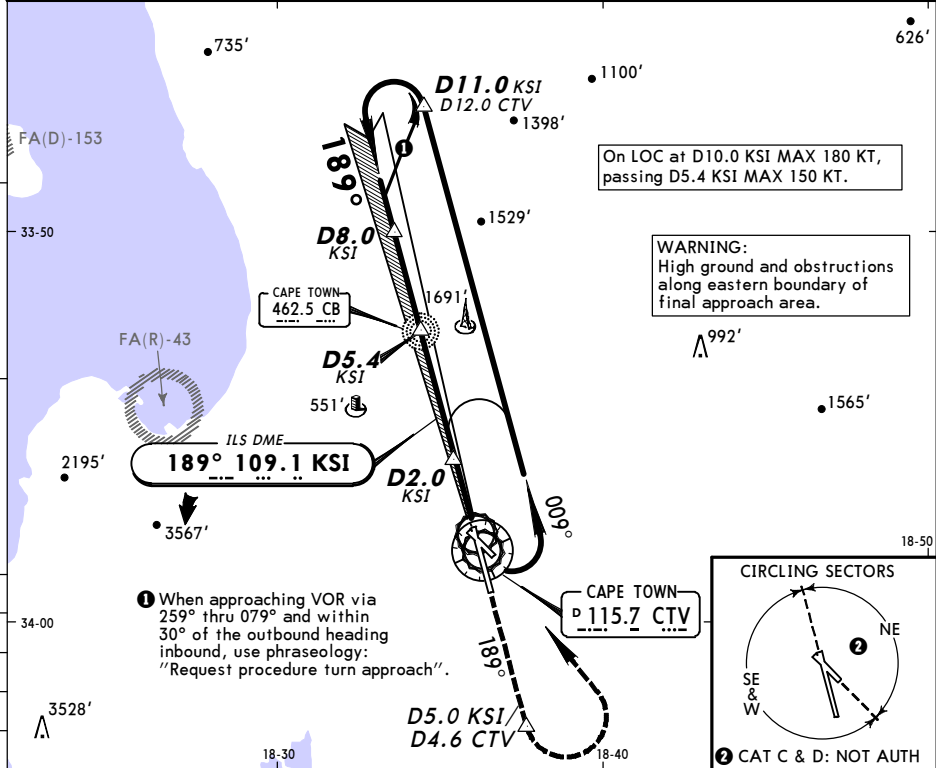 626'
735'
1100'
D11.0 KSI
D12.0 CTV
1398'
FA(D)-153
❶
On LOC at D10.0 KSI MAX 180 KT,
passing D5.4 KSI MAX 150 KT.
189°
1529'
33-50
D8.0
KSI
WARNING:
High ground and obstructions
along eastern boundary of
final approach area.
CAPE TOWN
462.5 CB
1691'
FA(R)-43
992'
D5.4
KSI
551'
1565'
ILS DME
189° 109.1 KSI
2195'
D2.0
KSI
3567'
009°
18-50
❶ When approaching VOR via
259° thru 079° and within
30° of the outbound heading
inbound, use phraseology:
"Request procedure turn approach".
CAPE TOWN
D 115.7 CTV
34-00
189°
CIRCLING SECTORS
NE
❷
SE
&
W
❷ CAT C & D: NOT AUTH
3528'
D5.0 KSI
D4.6 CTV
18-30
18-40